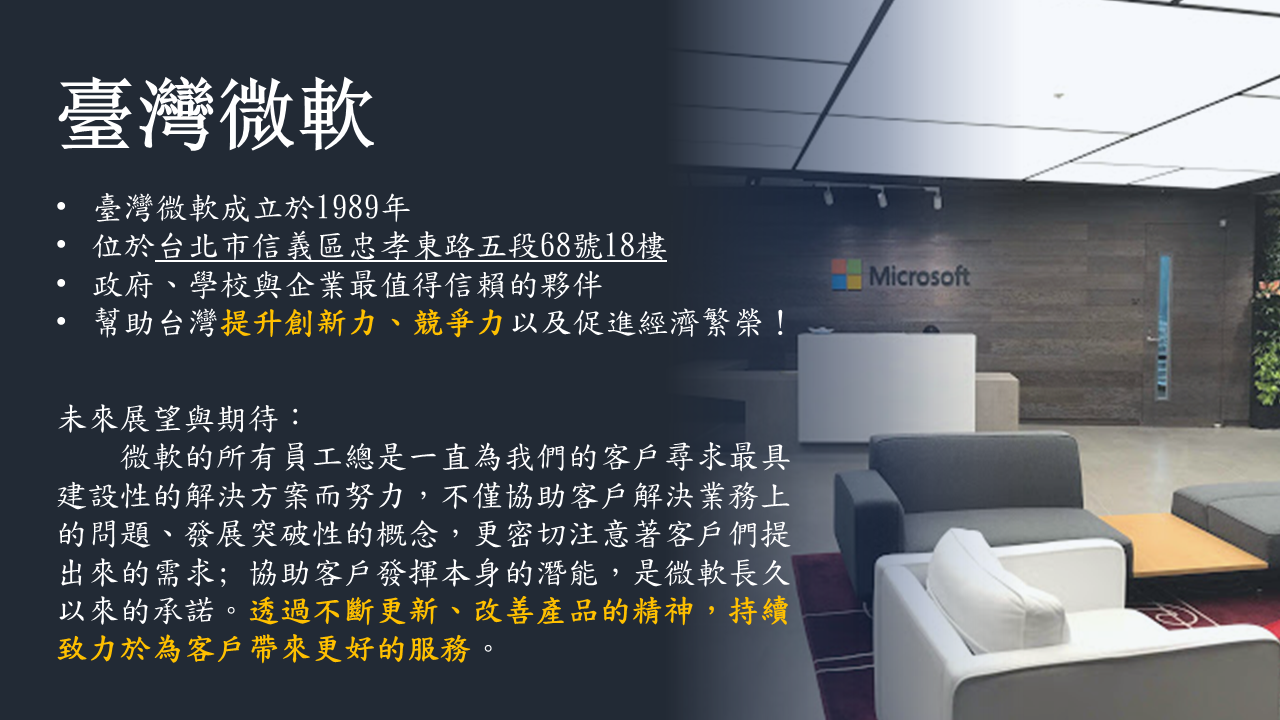 臺灣微軟
• 臺灣微軟成立於1989年
• 位於台北市信義區忠孝東路五段68號18樓
• 政府、學校與企業最值得信賴的夥伴
• 幫助台灣提升創新力、競爭力以及促進經濟繁榮！
Microsoft
未來展望與期待：
微軟的所有員工總是一直為我們的客戶尋求最具
建設性的解決方案而努力，不僅協助客戶解決業務上
的問題、發展突破性的概念，更密切注意著客戶們提
出來的需求; 協助客戶發揮本身的潛能，是微軟長久
以來的承諾。透過不斷更新、改善產品的精神，持續
致力於為客戶帶來更好的服務。